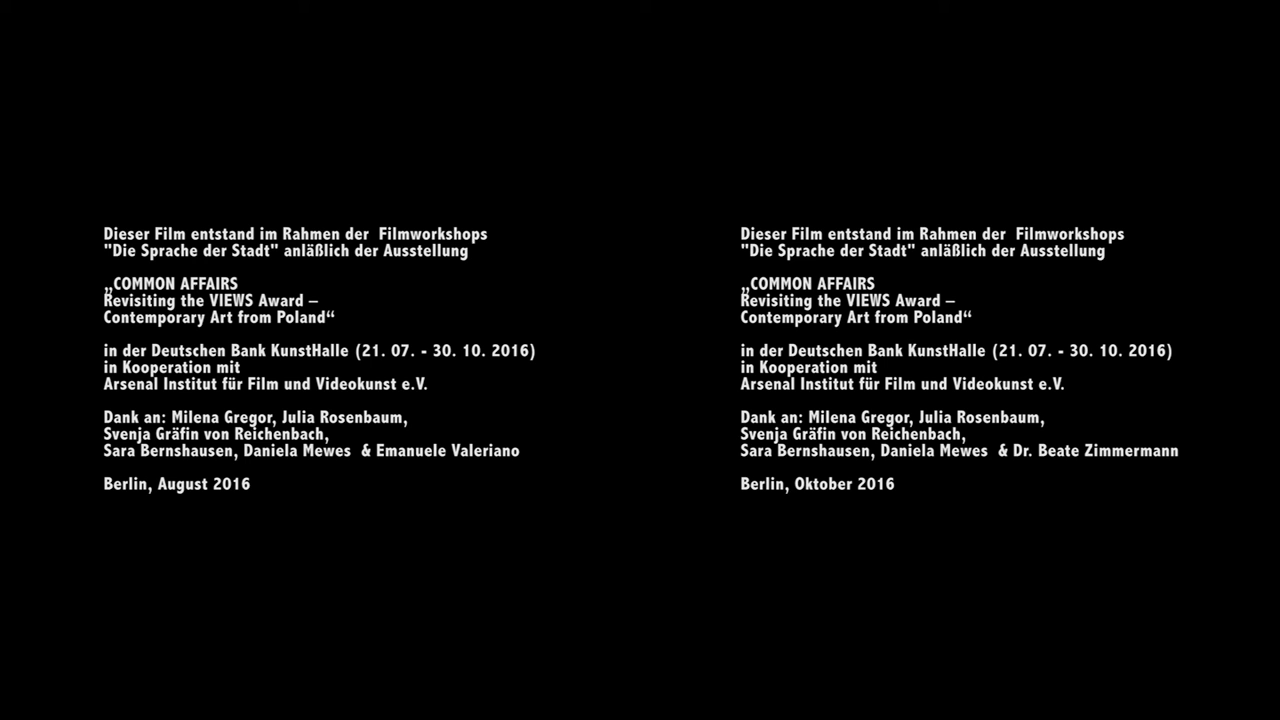 Dieser Film entstand im Rahmen der  Filmworkshops
"Die Sprache der Stadt" anläßlich der Ausstellung
„COMMON AFFAIRS
Revisiting the VIEWS Award –
Contemporary Art from Poland“
in der Deutschen Bank KunstHalle (21. 07. - 30. 10. 2016)
in Kooperation mit
Arsenal Institut für Film und Videokunst e.V.
Dank an: Milena Gregor, Julia Rosenbaum,
Svenja Gräfin von Reichenbach,
Sara Bernshausen, Daniela Mewes  & Emanuele Valeriano
Berlin, August 2016
Dieser Film entstand im Rahmen der  Filmworkshops
"Die Sprache der Stadt" anläßlich der Ausstellung
„COMMON AFFAIRS
Revisiting the VIEWS Award –
Contemporary Art from Poland“
in der Deutschen Bank KunstHalle (21. 07. - 30. 10. 2016)
in Kooperation mit
Arsenal Institut für Film und Videokunst e.V.
Dank an: Milena Gregor, Julia Rosenbaum,
Svenja Gräfin von Reichenbach,
Sara Bernshausen, Daniela Mewes  & Dr. Beate Zimmermann
Berlin, Oktober 2016